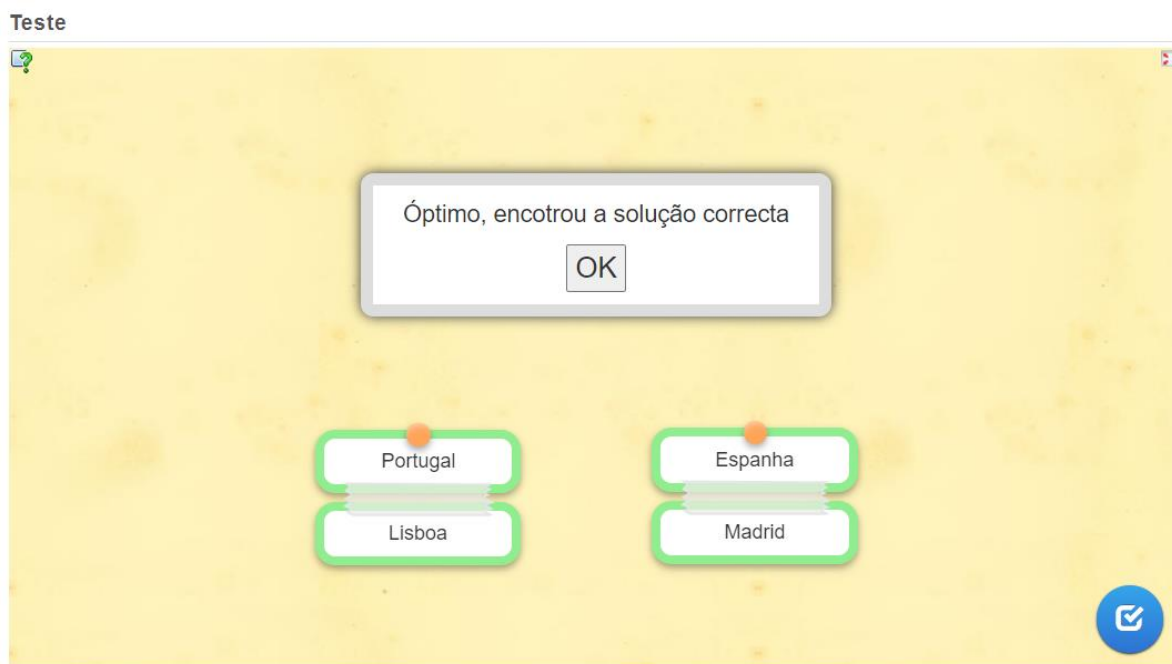 Teste
Óptimo, encotrou a solução correcta
OK
Portugal
Espanha
Lisboa
Madrid